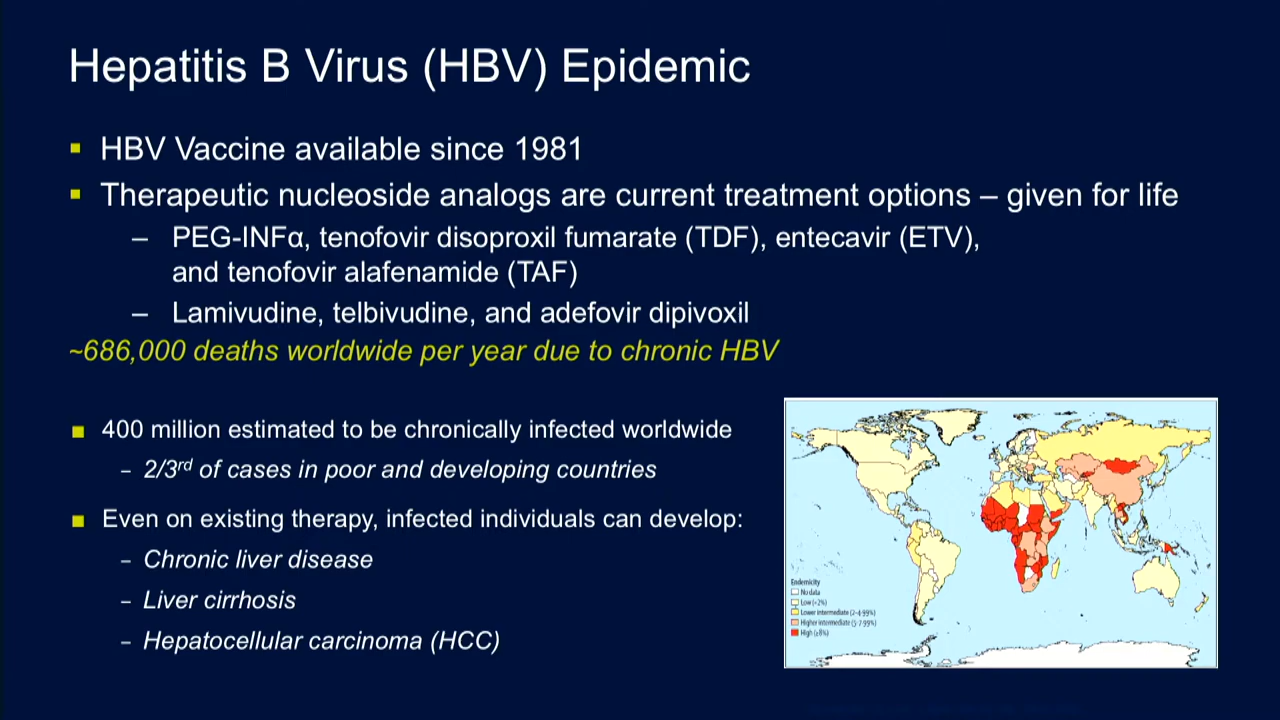 Hepatitis B Virus (HBV) Epidemic
HBV Vaccine available since 1981
Therapeutic nucleoside analogs are current treatment options – given for life
– PEG-INFα, tenofovir disoproxil fumarate (TDF), entecavir (ETV),
and tenofovir alafenamide (TAF)
– Lamivudine, telbivudine, and adefovir dipivoxil
~686,000 deaths worldwide per year due to chronic HBV
400 million estimated to be chronically infected worldwide
– 2/3rd of cases in poor and developing countries
Even on existing therapy, infected individuals can develop:
– Chronic liver disease
– Liver cirrhosis
– Hepatocellular carcinoma (HCC)
Endemicity
No data
Low (<2%)
Lower intermediate (2-4·99%)
Higher intermediate (5-7·99%)
High (≥8%)